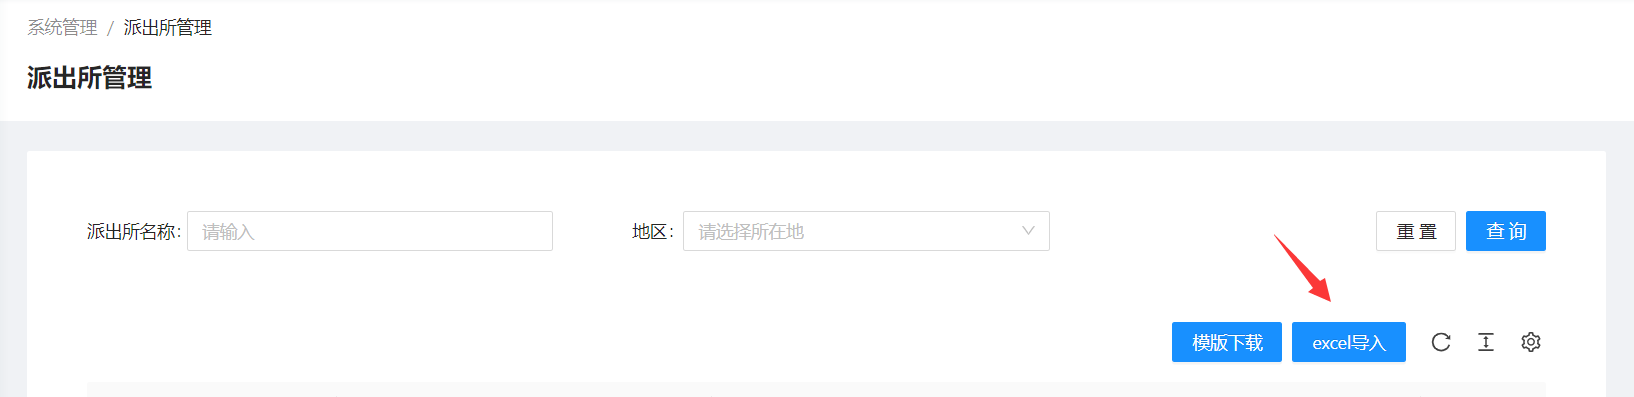 系统管理 / 派出所管理
派出所管理
派出所名称: 请输入 地区: 请选择所在地 重置 查询
模版下载 excel导入